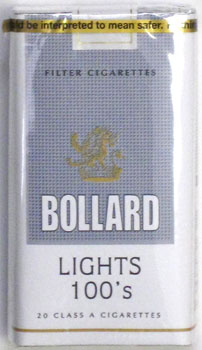 be interpreted to mean safer.
FILTER CIGARETTES
BOLLARD
LIGHTS
100's
20 CLASS A CIGARETTES